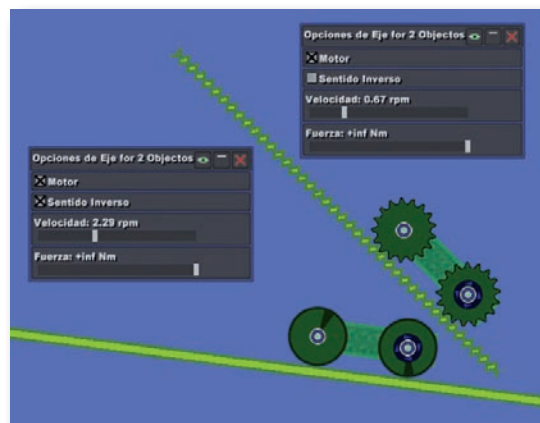 Opciones de Eje for 2 Objectos
Motor
Sentido Inverso
Velocidad: 0.67 rpm
Fuerza: +inf Nm
Opciones de Eje for 2 Objectos
Motor
Sentido Inverso
Velocidad: 2.29 rpm
Fuerza: +inf Nm